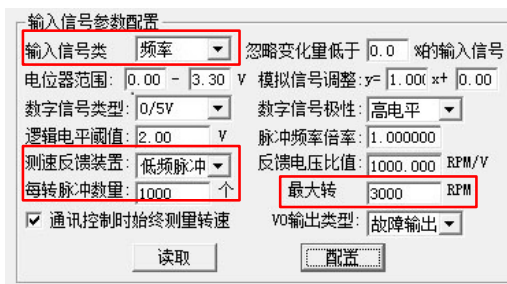 输入信号参数配置
输入信号类 频率 忽略变化量低于 0.0 %的输入信号
电位器范围: 0.00 - 3.30 V 模拟信号调整:y= 1.00( x+ 0.00
数字信号类型: 0/5V 数字信号极性: 高电平
逻辑电平阈值: 2.00 V 脉冲频率倍率: 1.000000
测速反馈装置: 低频脉冲 反馈电压比值: 1000.000 RPM/V
每转脉冲数量: 1000 个 最大转 3000 RPM
通讯控制时始终测量转速 VO输出类型: 故障输出
读取 配置